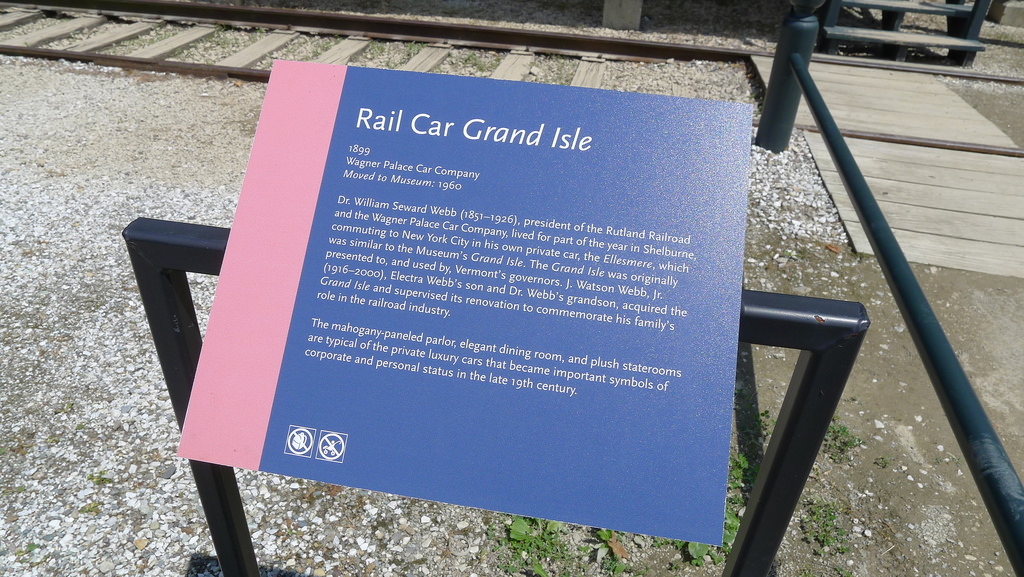 Rail Car Grand Isle
1899
Wagner Palace Car Company
Moved to Museum: 1960
Dr. William Seward Webb (1851–1926), president of the Rutland Railroad
and the Wagner Palace Car Company, lived for part of the year in Shelburne,
commuting to New York City in his own private car, the Ellesmere, which
was similar to the Museum's Grand Isle. The Grand Isle was originally
presented to, and used by, Vermont's governors. J. Watson Webb, Jr.
(1916–2000), Electra Webb's son and Dr. Webb's grandson, acquired the
Grand Isle and supervised its renovation to commemorate his family's
role in the railroad industry.
The mahogany-paneled parlor, elegant dining room, and plush staterooms
are typical of the private luxury cars that became important symbols of
corporate and personal status in the late 19th century.